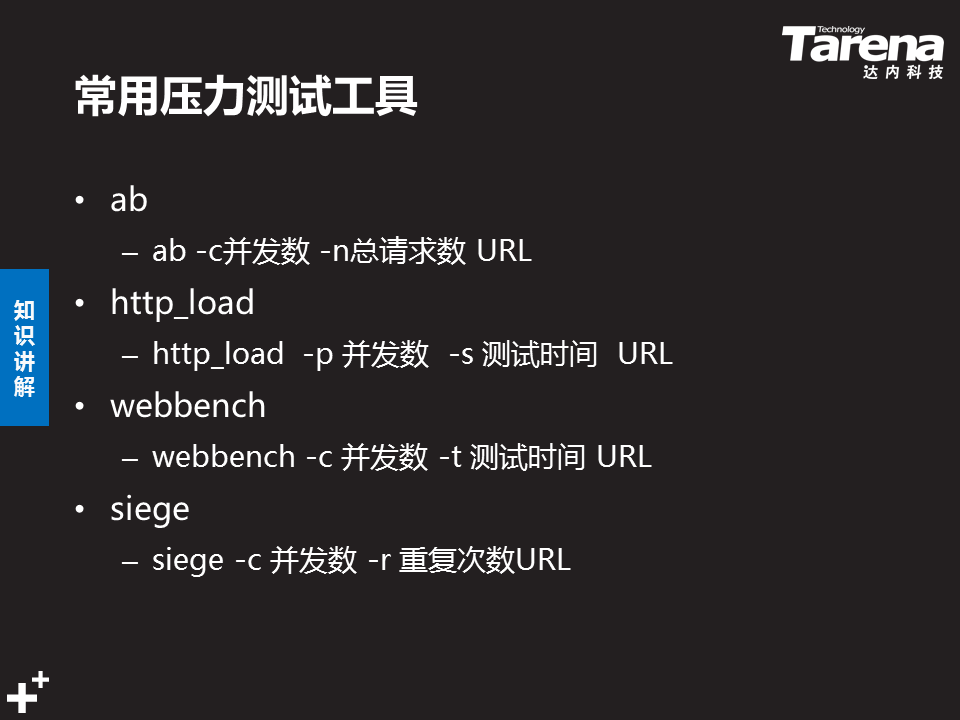 Technology
Tarena
达内科技
常用压力测试工具
• ab
– ab -c并发数 -n总请求数 URL
• http_load
– http_load -p 并发数 -s 测试时间 URL
• webbench
– webbench -c 并发数 -t 测试时间 URL
• siege
– siege -c 并发数 -r 重复次数URL
知识讲解